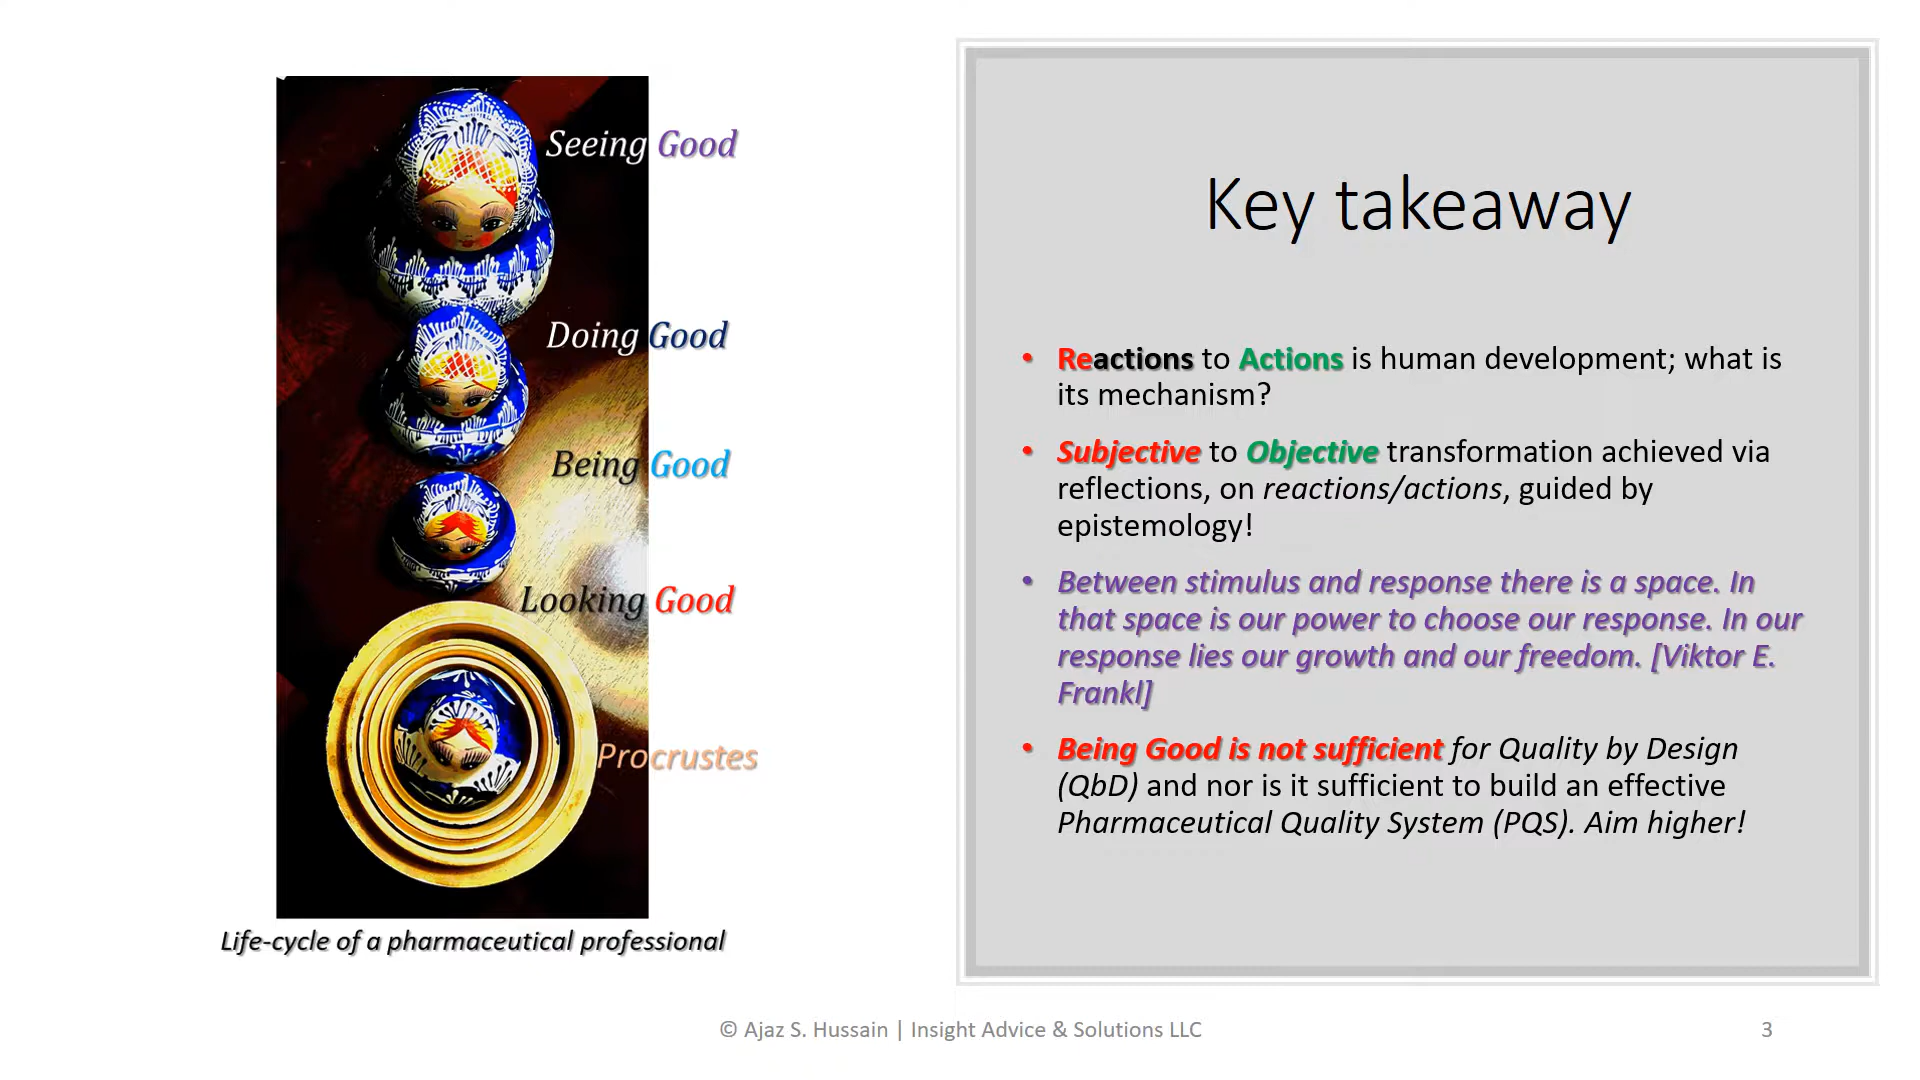 Seeing Good
Doing Good
Being Good
Looking Good
Procrustes
Life-cycle of a pharmaceutical professional
Key takeaway
• Reactions to Actions is human development; what is
its mechanism?
• Subjective to Objective transformation achieved via
reflections, on reactions/actions, guided by
epistemology!
• Between stimulus and response there is a space. In
that space is our power to choose our response. In our
response lies our growth and our freedom. [Viktor E.
Frankl]
• Being Good is not sufficient for Quality by Design
(QbD) and nor is it sufficient to build an effective
Pharmaceutical Quality System (PQS). Aim higher!
© Ajaz S. Hussain | Insight Advice & Solutions LLC
3